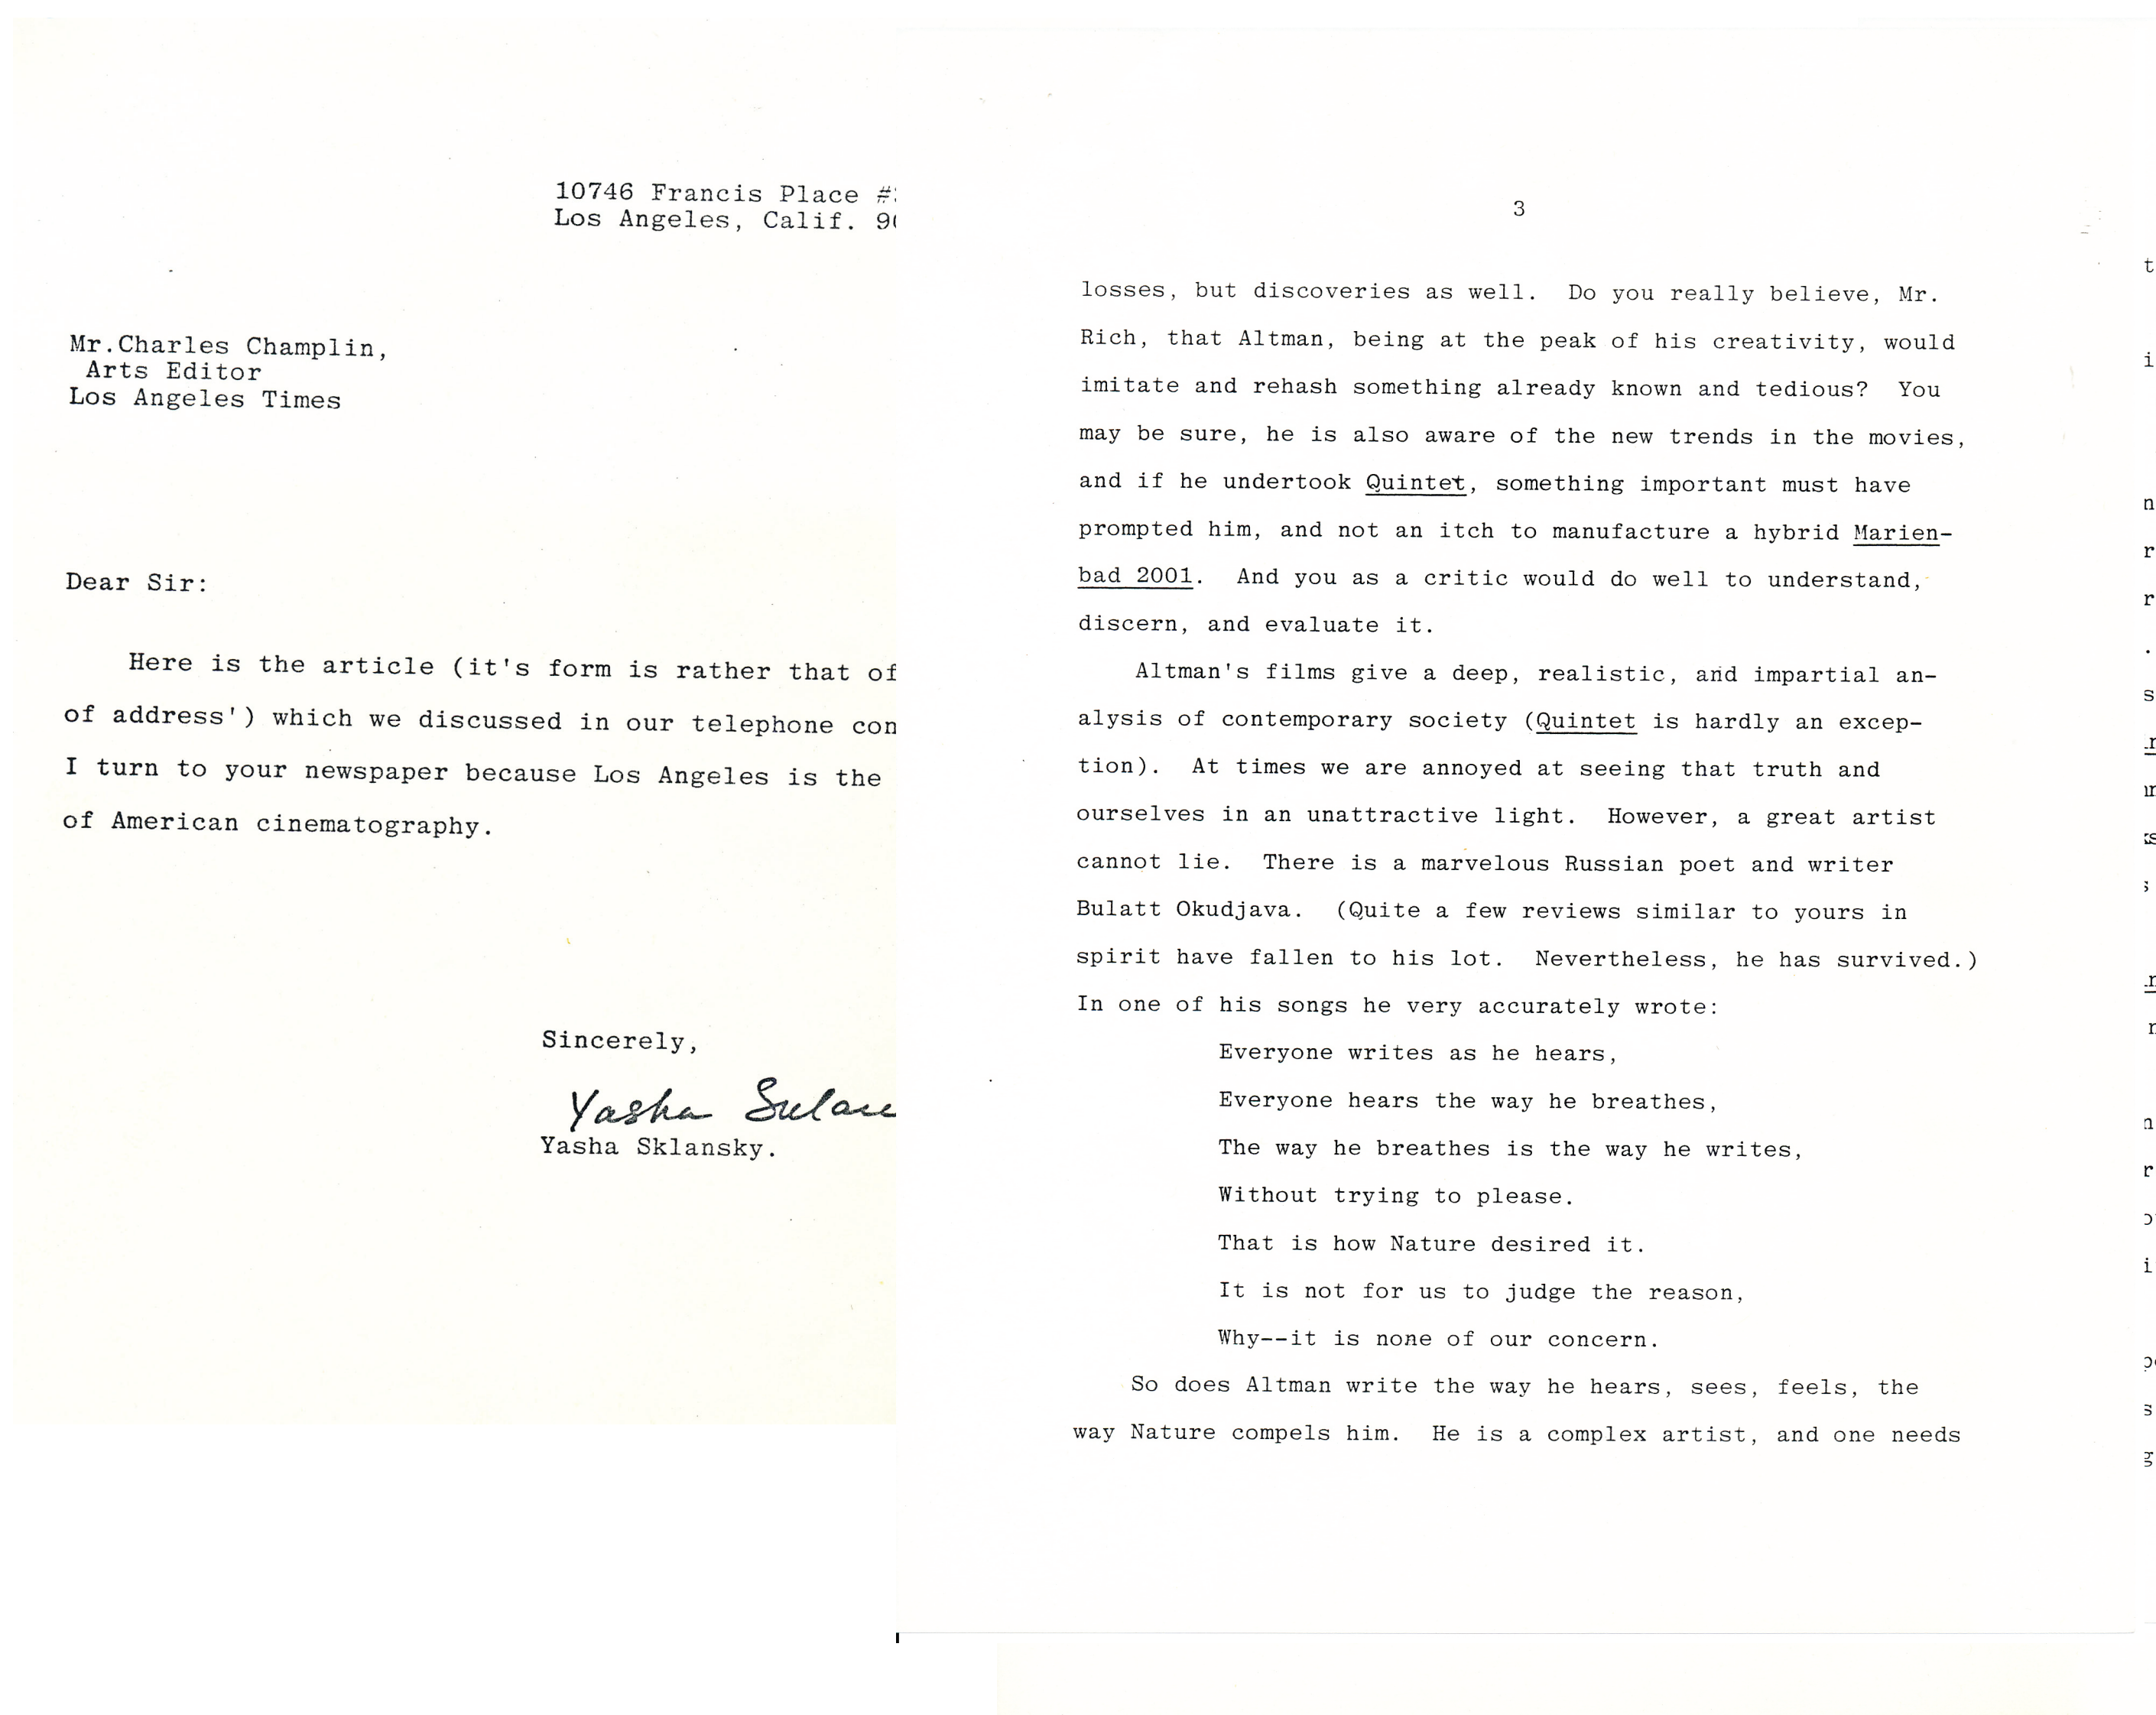 10746 Francis Place #
Los Angeles, Calif.
Mr.Charles Champlin,
Arts Editor
Los Angeles Times
Dear Sir:
Here is the article (it's form is rather that of
of address') which we discussed in our telephone con
I turn to your newspaper because Los Angeles is the
of American cinematography.
Sincerely,
Yasha
Yasha Sklansky.
3
losses, but discoveries as well. Do you really believe, Mr.
Rich, that Altman, being at the peak of his creativity, would
imitate and rehash something already known and tedious? You
may be sure, he is also aware of the new trends in the movies,
and if he undertook Quintet, something important must have
prompted him, and not an itch to manufacture a hybrid Marien-
bad 2001. And you as a critic would do well to understand,
discern, and evaluate it.
Altman's films give a deep, realistic, and impartial an-
alysis of contemporary society (Quintet is hardly an excep-
tion). At times we are annoyed at seeing that truth and
ourselves in an unattractive light. However, a great artist
cannot lie. There is a marvelous Russian poet and writer
Bulatt Okudjava. (Quite a few reviews similar to yours in
spirit have fallen to his lot. Nevertheless, he has survived.)
In one of his songs he very accurately wrote:
Everyone writes as he hears,
Everyone hears the way he breathes,
The way he breathes is the way he writes,
Without trying to please.
That is how Nature desired it.
It is not for us to judge the reason,
Why--it is none of our concern.
So does Altman write the way he hears, sees, feels, the
way Nature compels him. He is a complex artist, and one needs